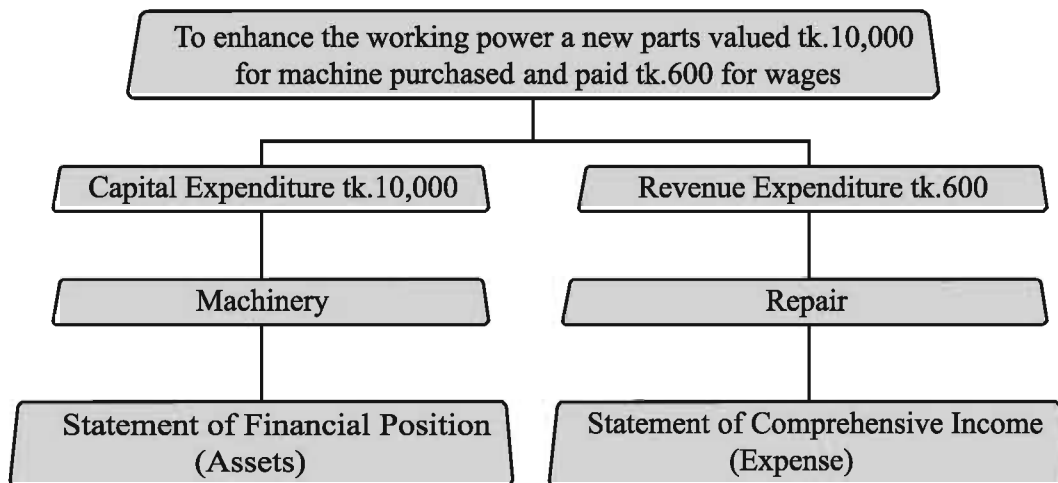 To enhance the working power a new parts valued tk.10,000
for machine purchased and paid tk.600 for wages
Capital Expenditure tk.10,000
Revenue Expenditure tk.600
Machinery
Repair
Statement of Financial Position
(Assets)
Statement of Comprehensive Income
(Expense)